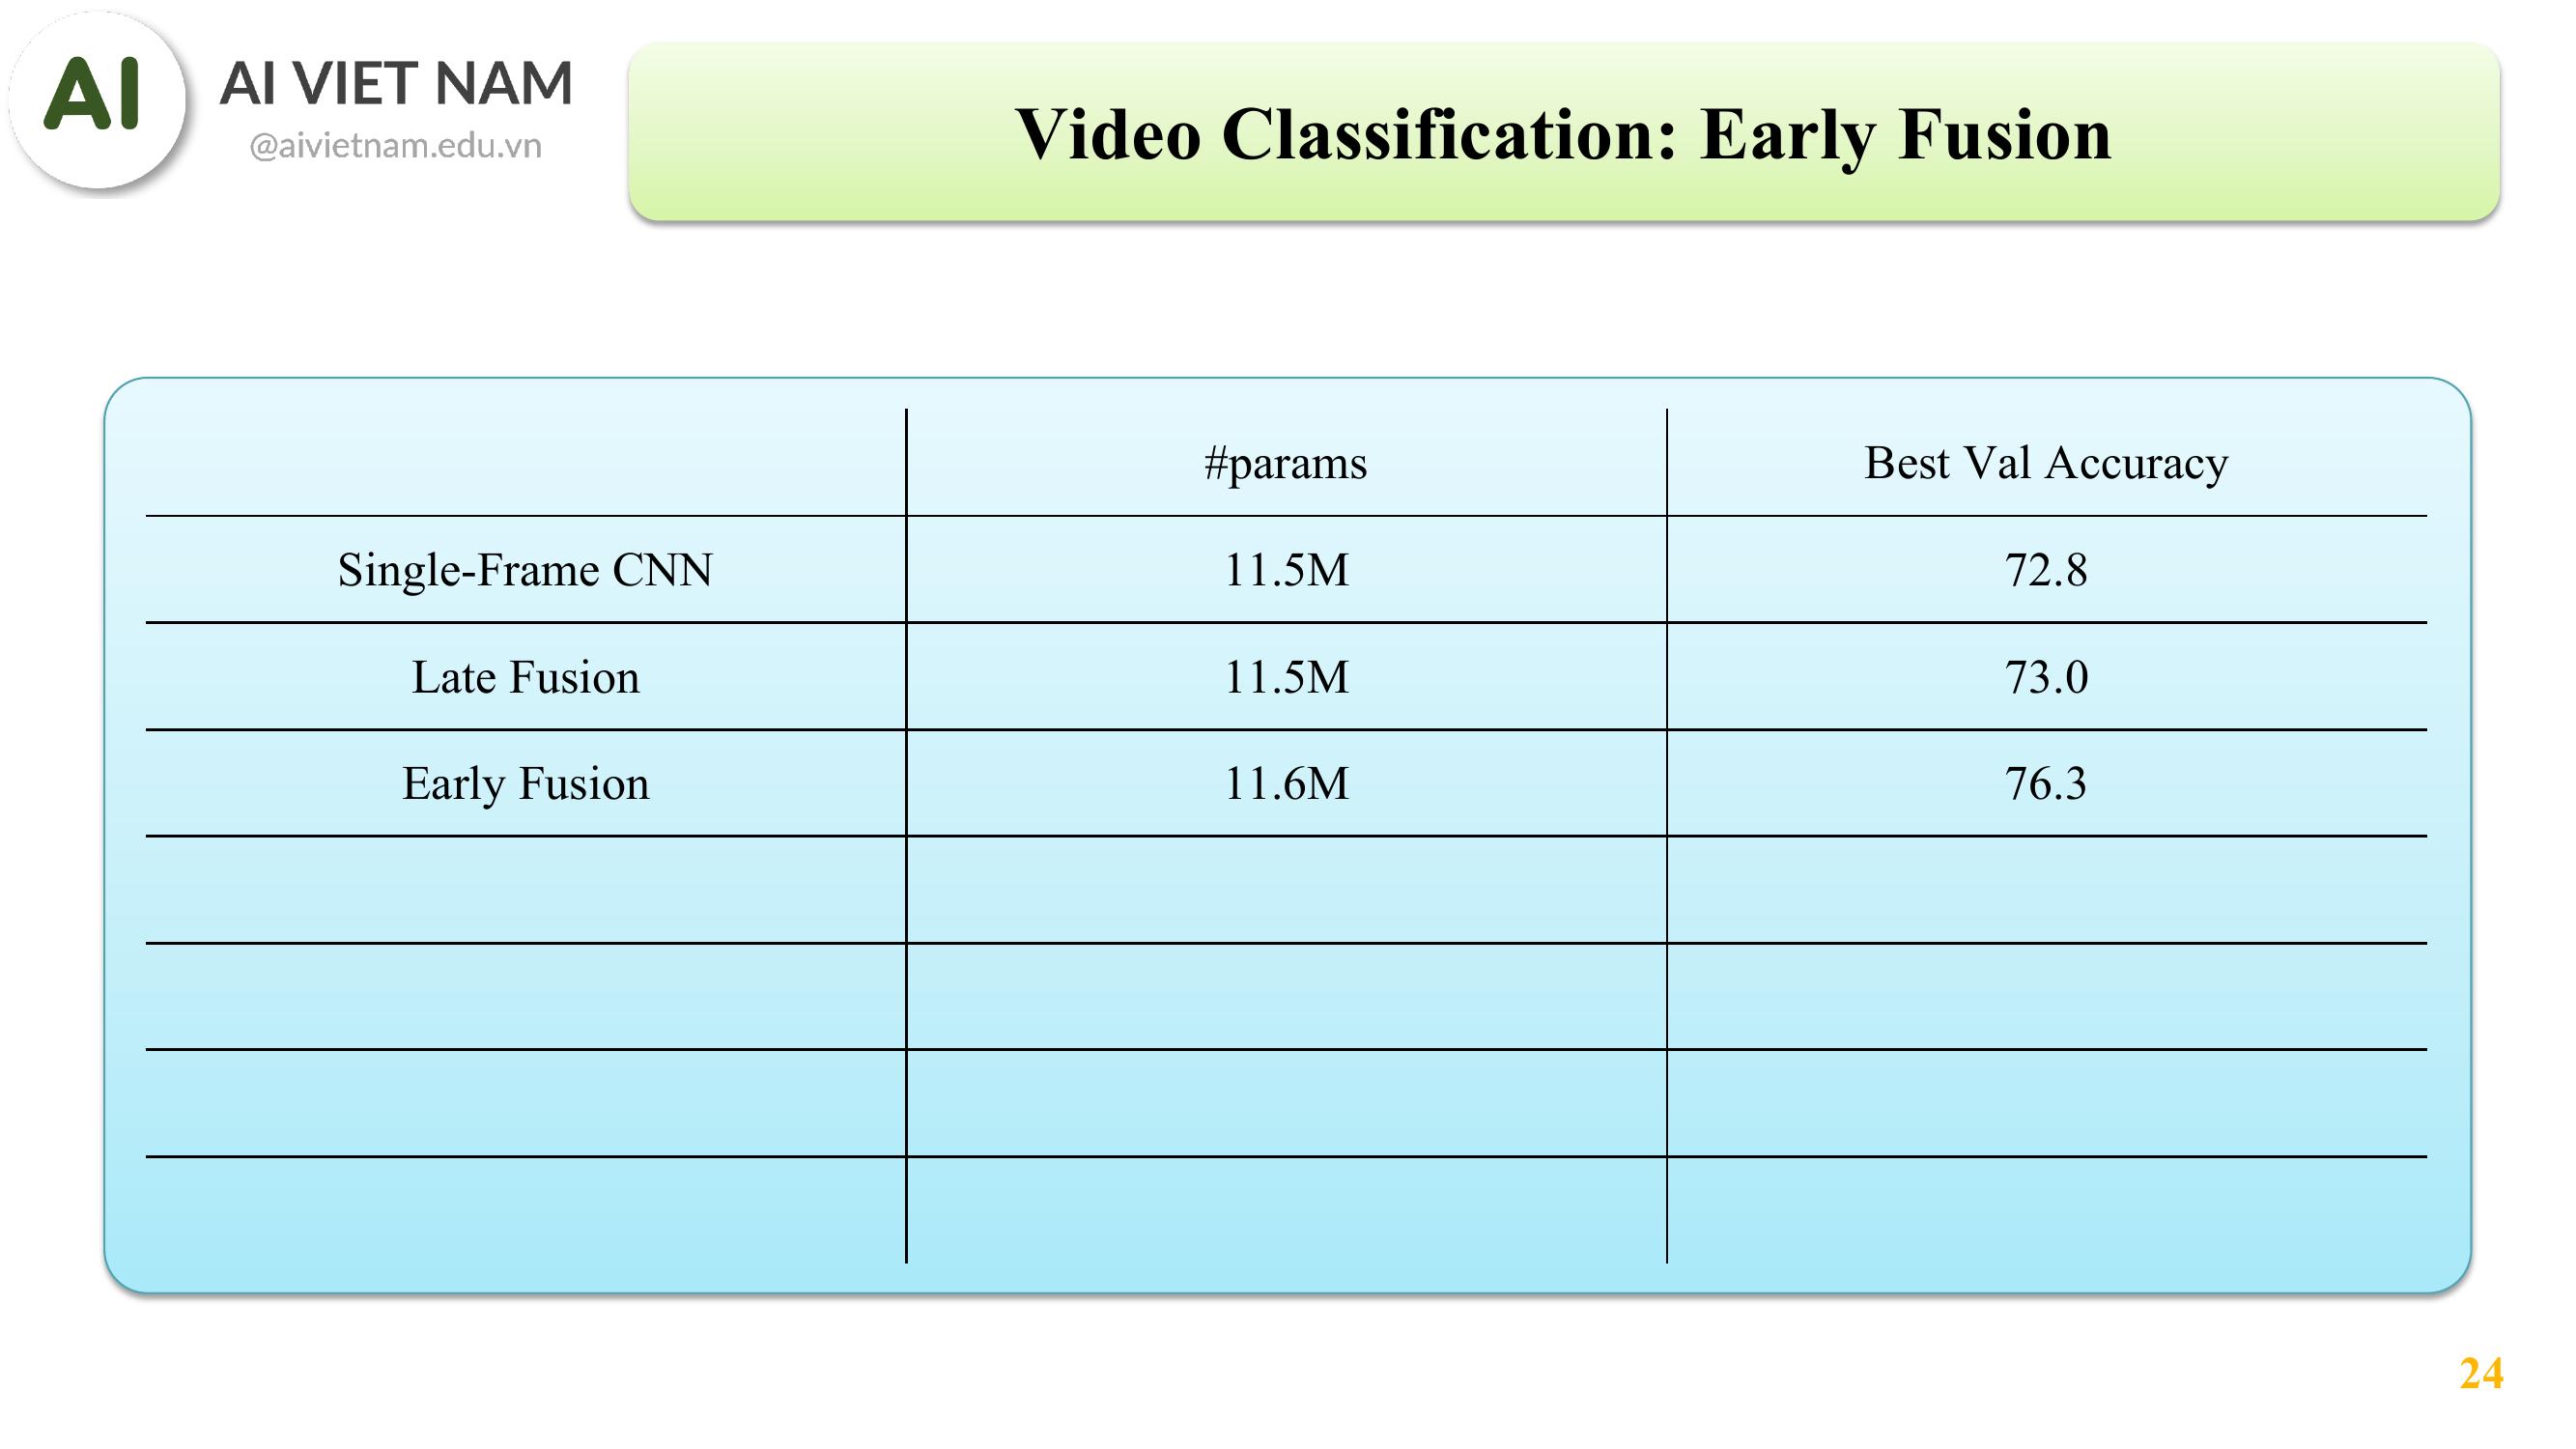 AI
AI VIET NAM
@aivietnam.edu.vn
Video Classification: Early Fusion
#params Best Val Accuracy
Single-Frame CNN 11.5M 72.8
Late Fusion 11.5M 73.0
Early Fusion 11.6M 76.3
24